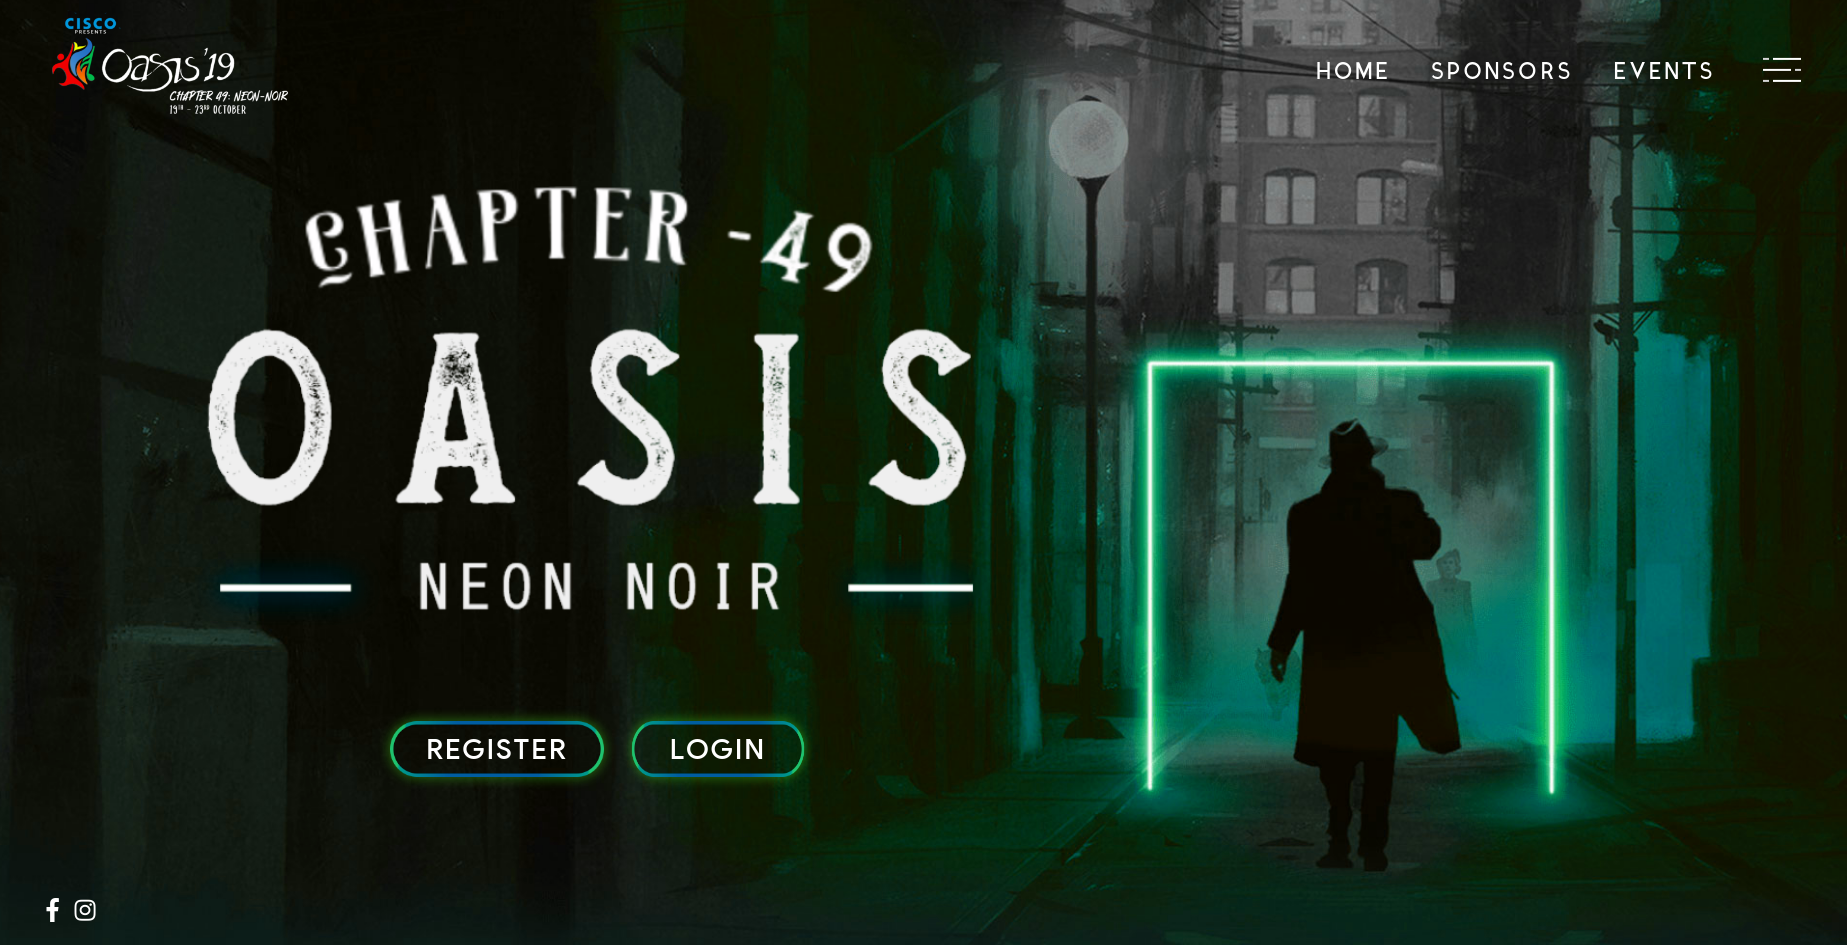 CISCO
PRESENTS
Oasis'19
CHAPTER 49: NEON-NOIR
19TH - 23RD OCTOBER
HOME SPONSORS EVENTS
CHAPTER -49
OASIS
NEON NOIR
REGISTER LOGIN